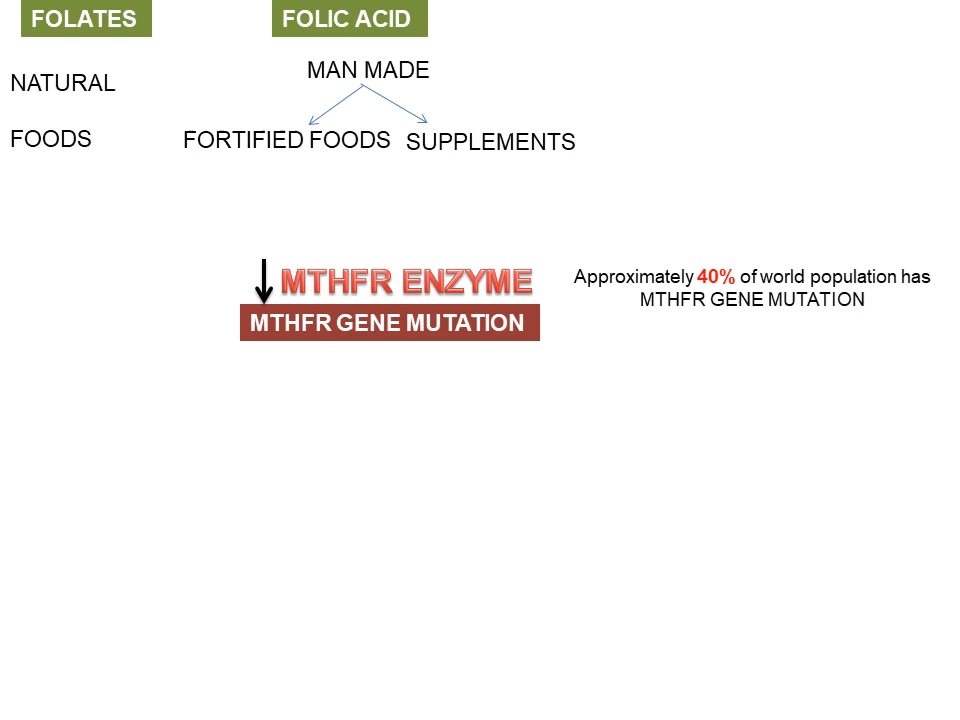 FOLATES
FOLIC ACID
NATURAL
FOODS
MAN MADE
FORTIFIED FOODS
SUPPLEMENTS
MTHFR ENZYME
MTHFR GENE MUTATION
Approximately 40% of world population has
MTHFR GENE MUTATION